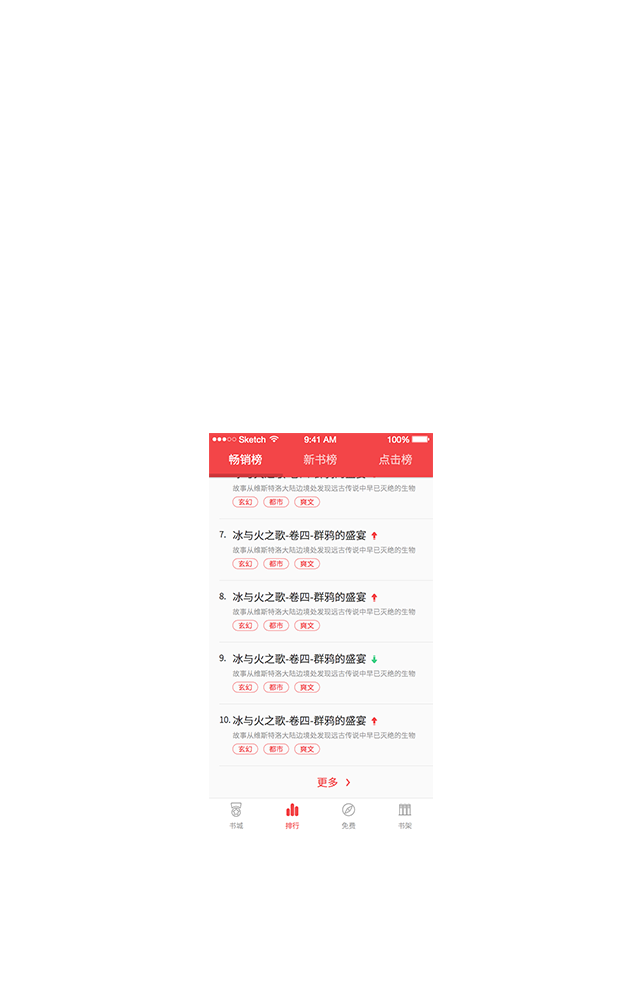 Sketch 9:41 AM 100%
畅销榜 新书榜 点击榜
故事从维斯特洛大陆边境处发现远古传说中早已灭绝的生物
玄幻 都市 爽文
7. 冰与火之歌-卷四-群鸦的盛宴
故事从维斯特洛大陆边境处发现远古传说中早已灭绝的生物
玄幻 都市 爽文
8. 冰与火之歌-卷四-群鸦的盛宴
故事从维斯特洛大陆边境处发现远古传说中早已灭绝的生物
玄幻 都市 爽文
9. 冰与火之歌-卷四-群鸦的盛宴
故事从维斯特洛大陆边境处发现远古传说中早已灭绝的生物
玄幻 都市 爽文
10. 冰与火之歌-卷四-群鸦的盛宴
故事从维斯特洛大陆边境处发现远古传说中早已灭绝的生物
玄幻 都市 爽文
更多
书城 排行 免费 书架